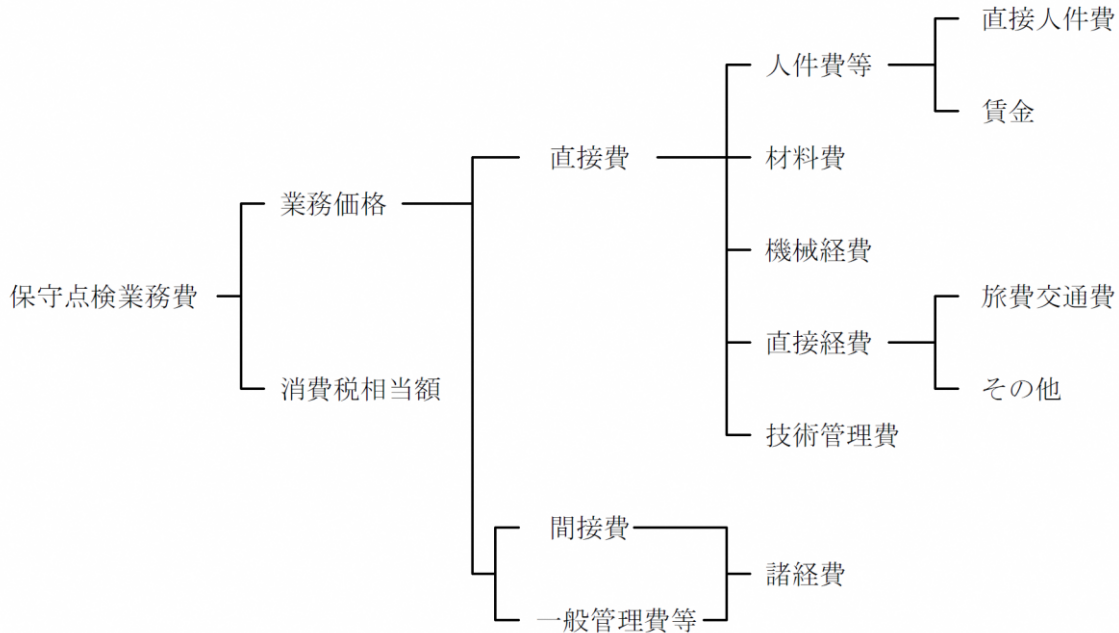 直接人件費
人件費等
賃金
直接費
材料費
業務価格
機械経費
保守点検業務費
旅費交通費
直接経費
消費税相当額
その他
技術管理費
間接費
諸経費
一般管理費等